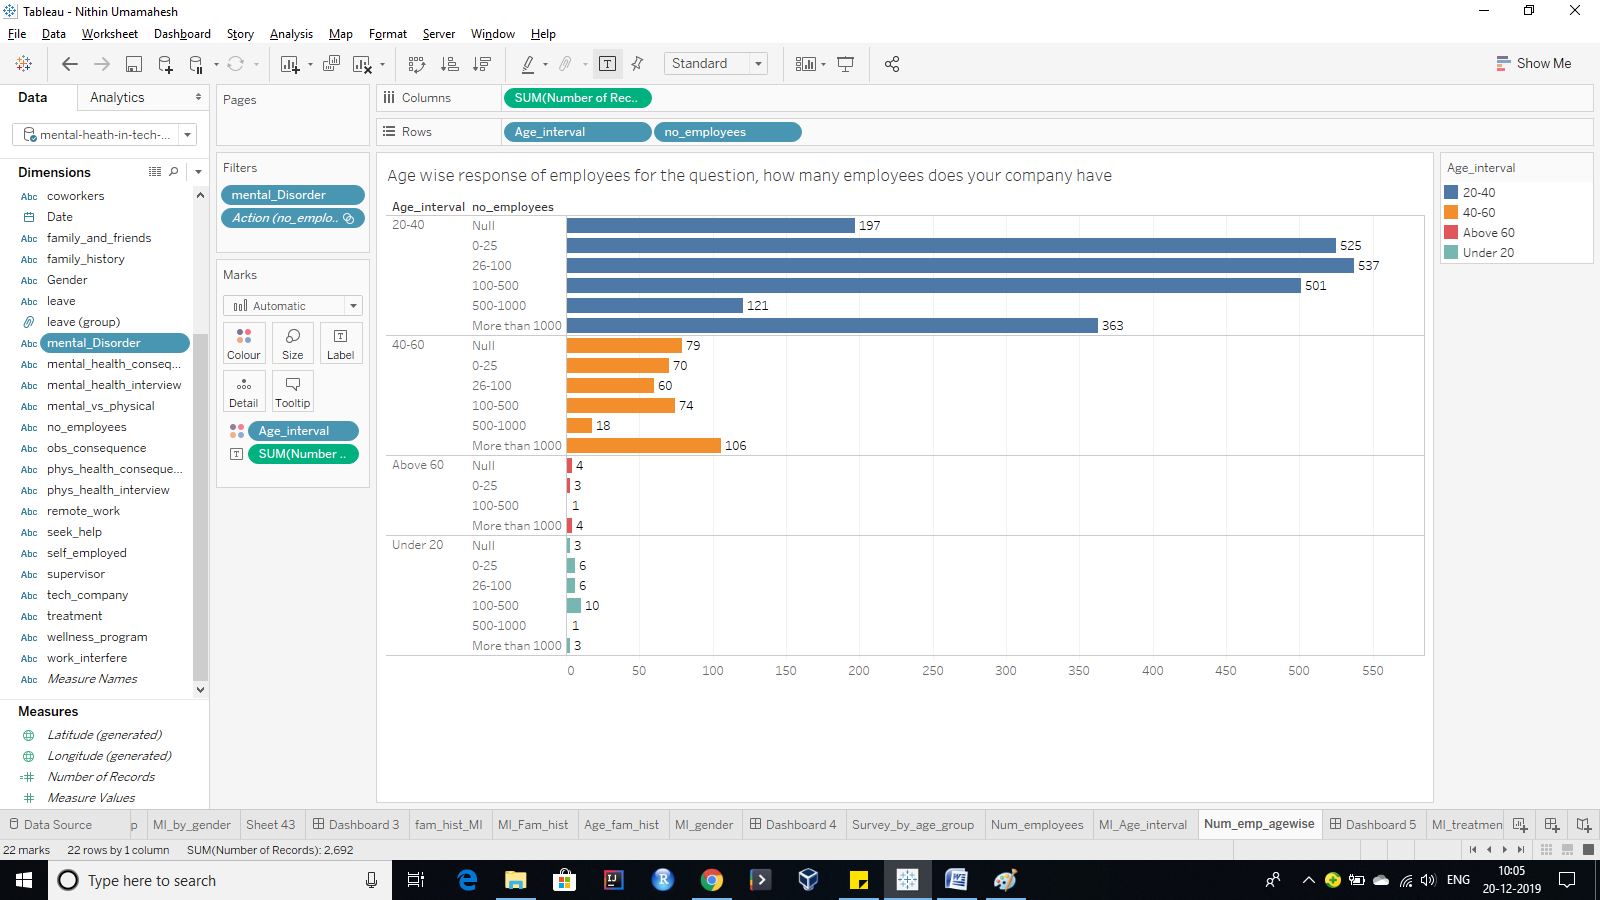 Tableau - Nithin Umamahesh
File Data Worksheet Dashboard Story Analysis Map Format Server Window Help
Standard
Show Me
Data Analytics
mental-heath-in-tech-...
Dimensions
Abc coworkers
Date
Abc family_and_friends
Abc family_history
Abc Gender
Abc leave
leave (group)
Abc mental_Disorder
Abc mental_health_conseq...
Abc mental_health_interview
Abc mental_vs_physical
Abc no_employees
Abc obs_consequence
Abc phys_health_conseque...
Abc phys_health_interview
Abc remote_work
Abc seek_help
Abc self_employed
Abc supervisor
Abc tech_company
Abc treatment
Abc wellness_program
Abc work_interfere
Abc Measure Names
Measures
Latitude (generated)
Longitude (generated)
=# Number of Records
# Measure Values
Pages
Filters
mental_Disorder
Action (no_emplo..
Marks
Automatic
Colour Size Label
Detail Tooltip
Age_interval
SUM(Number ..
Columns SUM(Number of Rec..
Rows Age_interval no_employees
Age wise response of employees for the question, how many employees does your company have
Age_interval no_employees
20-40 Null 197
0-25 525
26-100 537
100-500 501
500-1000 121
More than 1000 363
40-60 Null 79
0-25 70
26-100 60
100-500 74
500-1000 18
More than 1000 106
Above 60 Null 4
0-25 3
100-500 1
More than 1000 4
Under 20 Null 3
0-25 6
26-100 6
100-500 10
500-1000 1
More than 1000 3
0 50 100 150 200 250 300 350 400 450 500 550
Age_interval
20-40
40-60
Above 60
Under 20
Data Source p MI_by_gender Sheet 43 Dashboard 3 fam_hist_MI MI_Fam_hist Age_fam_hist MI_gender Dashboard 4 Survey_by_age_group Num_employees MI_Age_interval Num_emp_agewise Dashboard 5 MI_treatmen
22 marks 22 rows by 1 column SUM(Number of Records): 2,692
Type here to search
ENG
10:05
20-12-2019